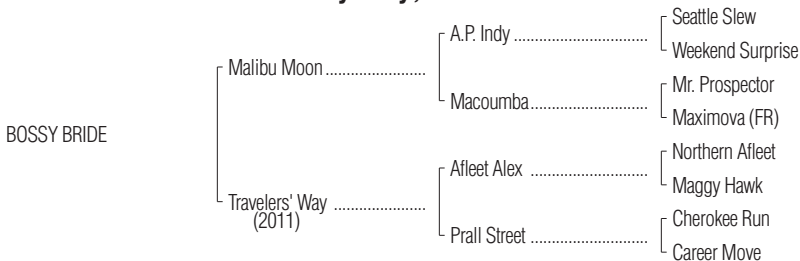 Seattle Slew
A.P. Indy ................................
Weekend Surprise
Malibu Moon ........................
Mr. Prospector
Macoumba............................
Maximova (FR)
BOSSY BRIDE
Northern Afleet
Afleet Alex ............................
Maggy Hawk
Travelers' Way ......................
(2011)
Cherokee Run
Prall Street ............................
Career Move